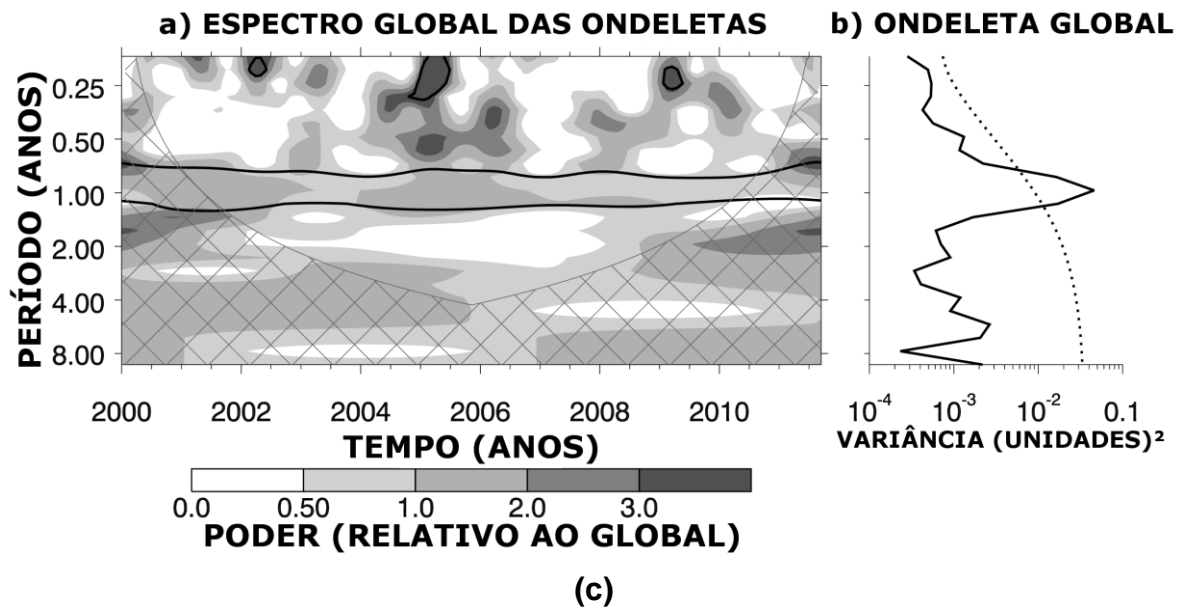 a) ESPECTRO GLOBAL DAS ONDELETAS
b) ONDELETA GLOBAL
PERÍODO (ANOS)
0.25
0.50
1.00
2.00
4.00
8.00
2000 2002 2004 2006 2008 2010
TEMPO (ANOS)
10⁻⁴ 10⁻³ 10⁻² 0.1
VARIÂNCIA (UNIDADES)²
0.0 0.50 1.0 2.0 3.0
PODER (RELATIVO AO GLOBAL)
(c)